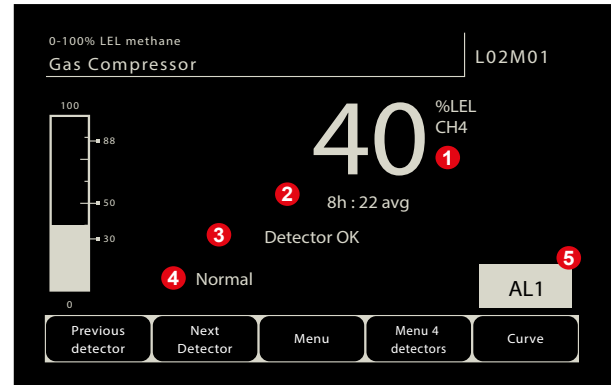 0-100% LEL methane
Gas Compressor
L02M01
100
88
50
30
0
40
%LEL
CH4
1
2
8h : 22 avg
3
Detector OK
4
Normal
5
AL1
Previous
detector
Next
Detector
Menu
Menu 4
detectors
Curve